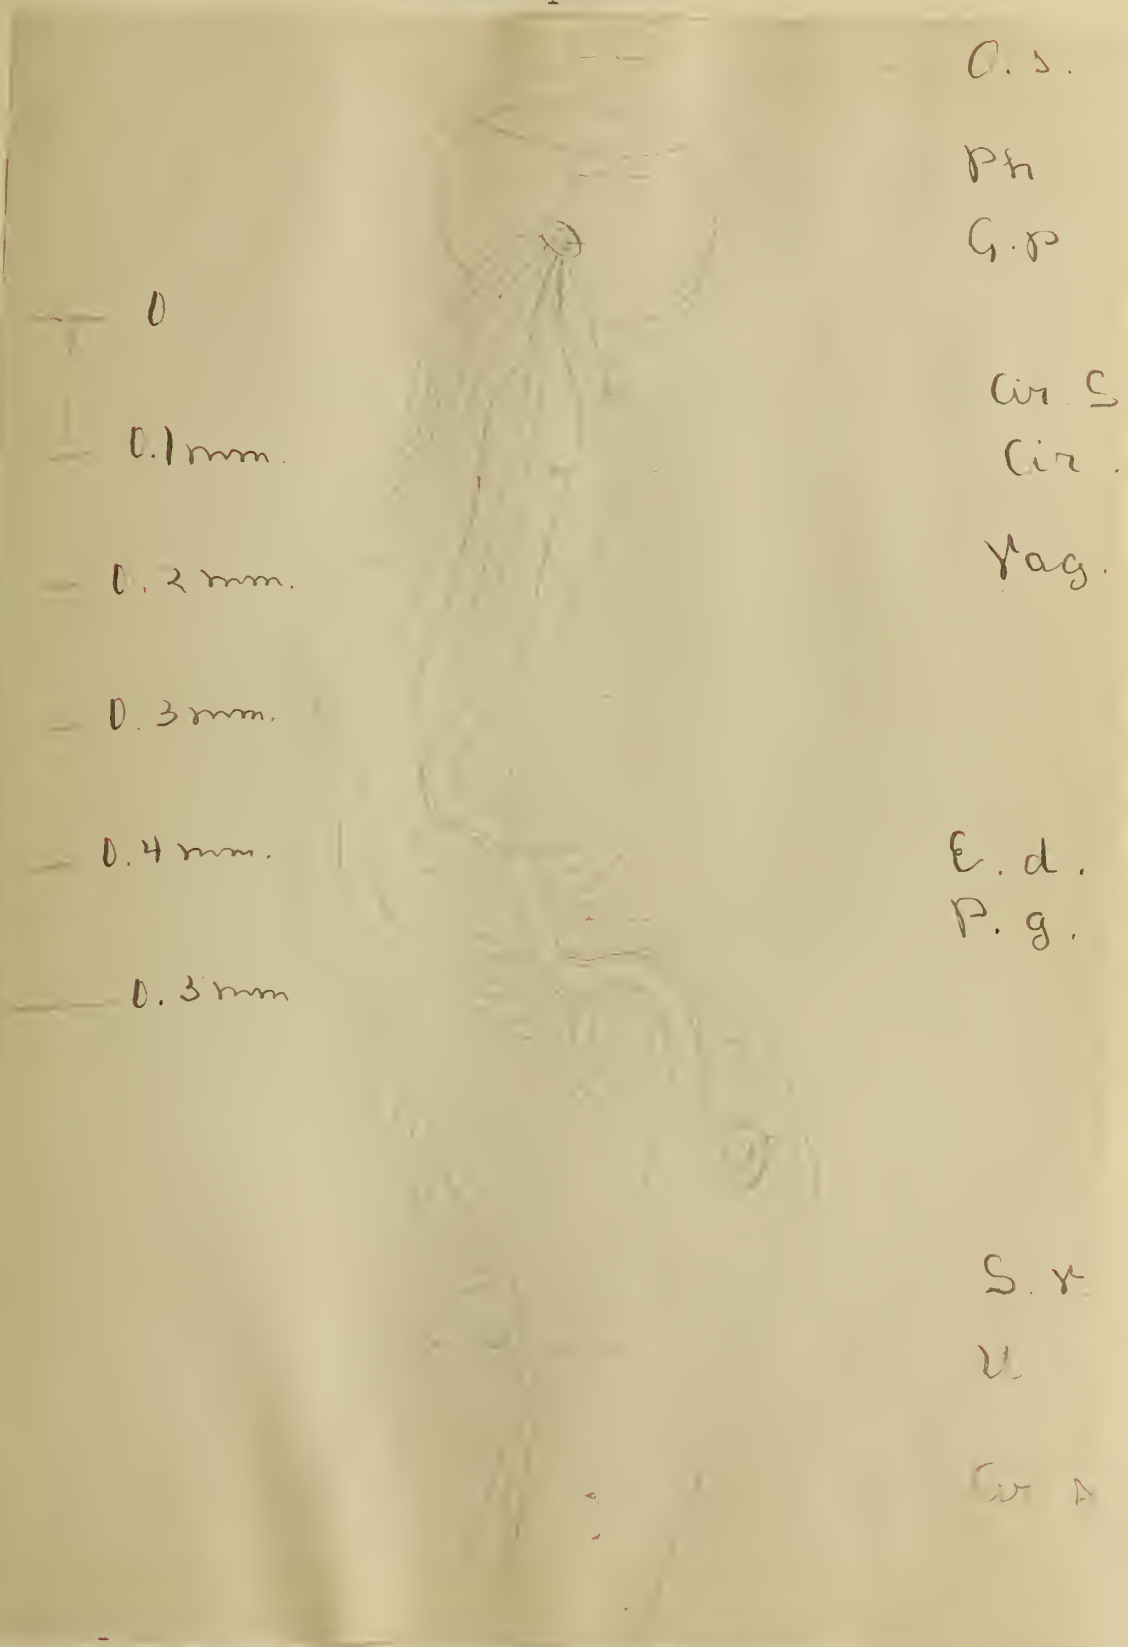 O. s.
Ph
G. p
0
Cir. S
0.1 mm.
Cir.
Vag.
0.2 mm.
0.3 mm.
0.4 mm.
E. d.
P. g.
0.3 mm
S. r
U
Cir s